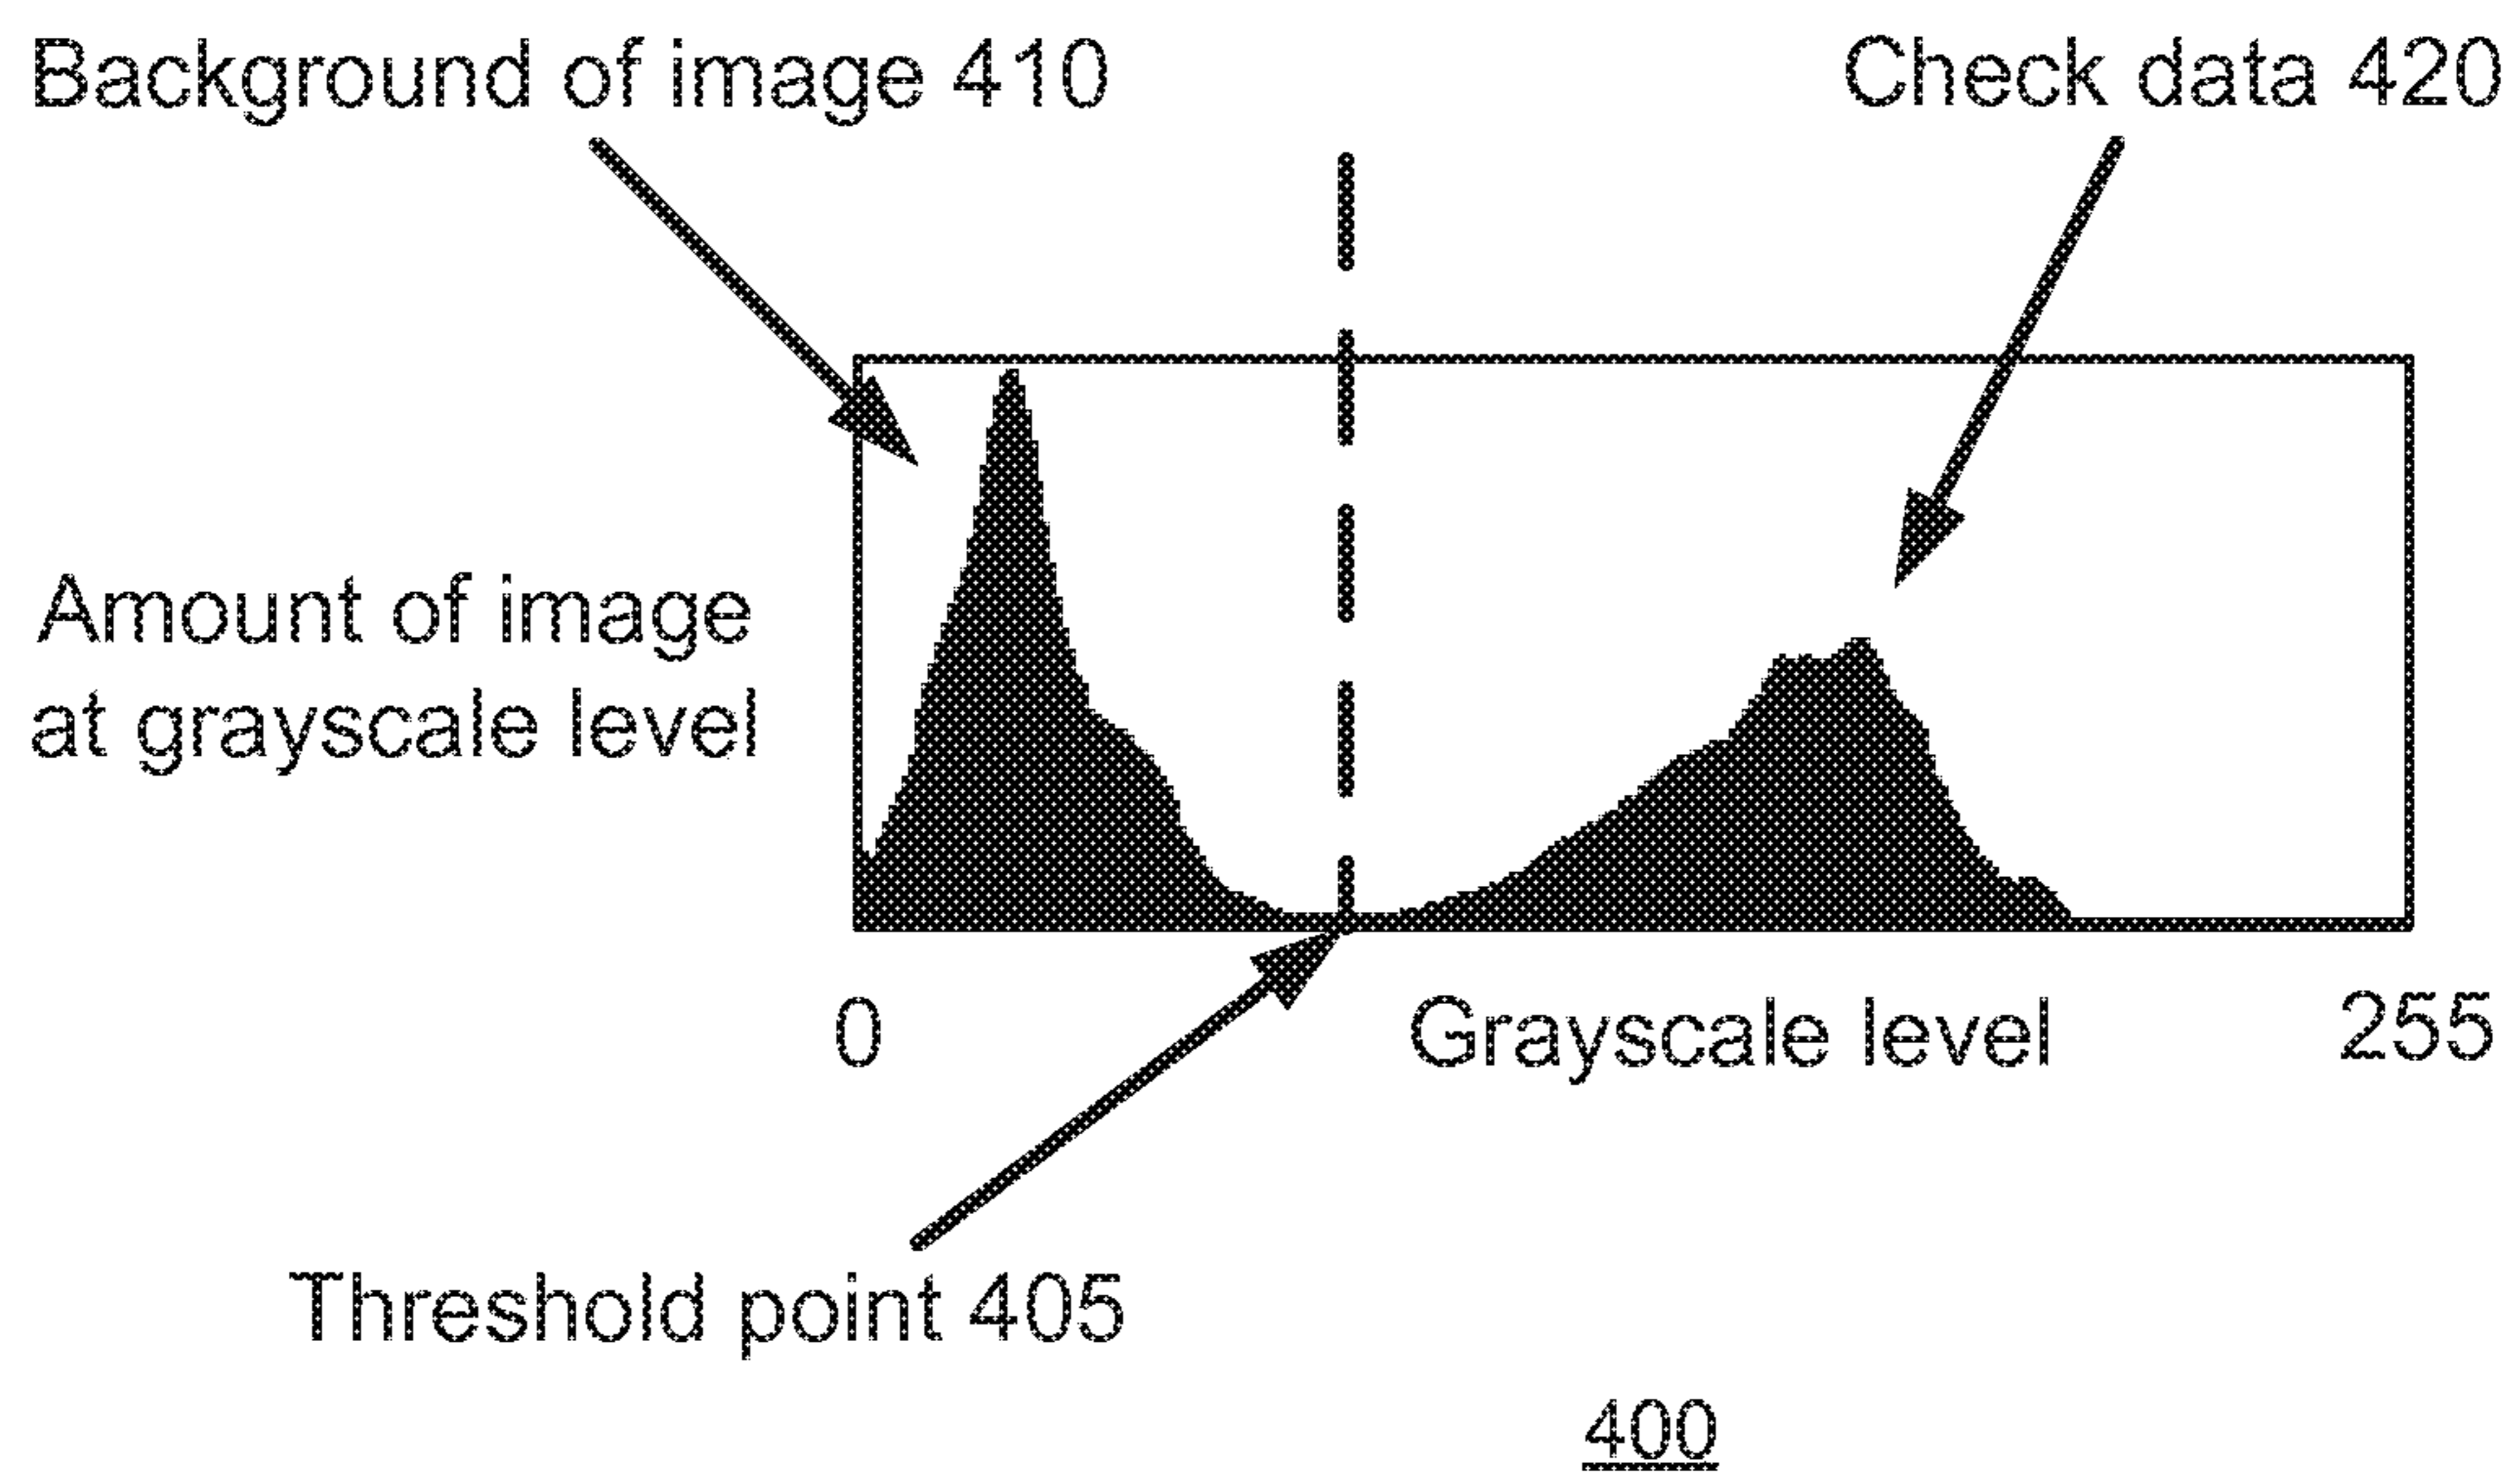 Background of image 410
Check data 420
Amount of image
at grayscale level
0
Grayscale level
255
Threshold point 405
400